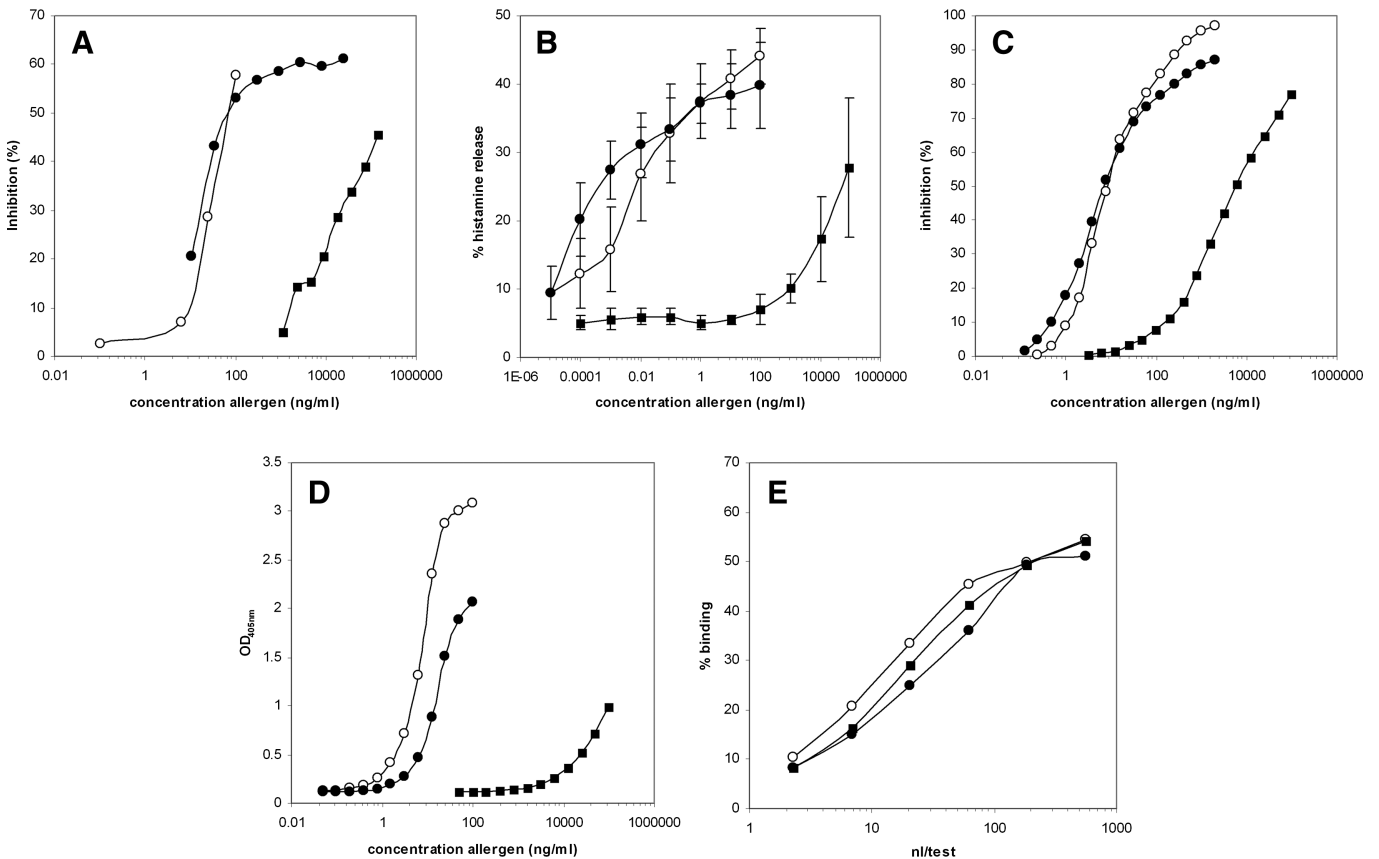 A
70
60
50
40
30
20
10
0
Inhibition (%)
0.01 1 100 10000 1000000
concentration allergen (ng/ml)
B
50
40
30
20
10
0
% histamine release
1E-06 0.0001 0.01 1 100 10000 1000000
concentration allergen (ng/ml)
C
100
90
80
70
60
50
40
30
20
10
0
inhibition (%)
0.01 1 100 10000 1000000
concentration allergen (ng/ml)
D
3.5
3
2.5
2
1.5
1
0.5
0
OD405nm
0.01 1 100 10000 1000000
concentration allergen (ng/ml)
E
70
60
50
40
30
20
10
0
% binding
1 10 100 1000
nl/test